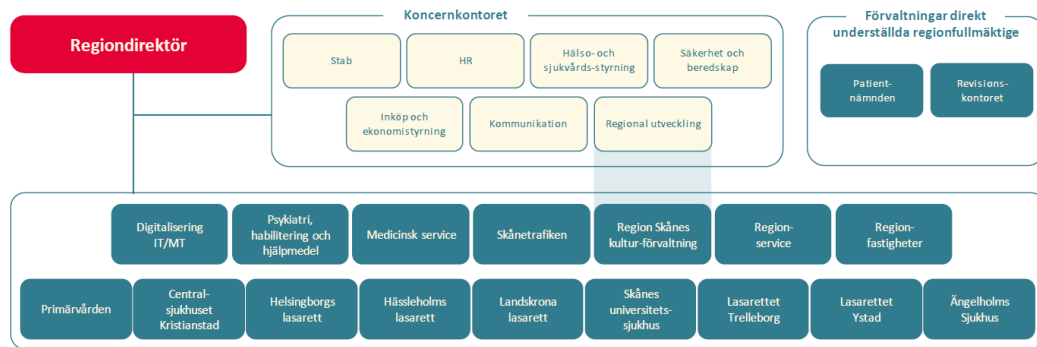 Regiondirektör
Koncernkontoret
Stab
HR
Hälso- och
sjukvårds-styrning
Säkerhet och
beredskap
Inköp och
ekonomistyrning
Kommunikation
Regional utveckling
Förvaltningar direkt
underställda regionfullmäktige
Patient-
nämnden
Revisions-
kontoret
Digitalisering
IT/MT
Psykiatri,
habilitering och
hjälpmedel
Medicinsk service
Skånetrafiken
Region Skånes
kultur-förvaltning
Region-
service
Region-
fastigheter
Primärvården
Central-
sjukhuset
Kristianstad
Helsingborgs
lasarett
Hässleholms
lasarett
Landskrona
lasarett
Skånes
universitets-
sjukhus
Lasarettet
Trelleborg
Lasarettet
Ystad
Ängelholms
Sjukhus